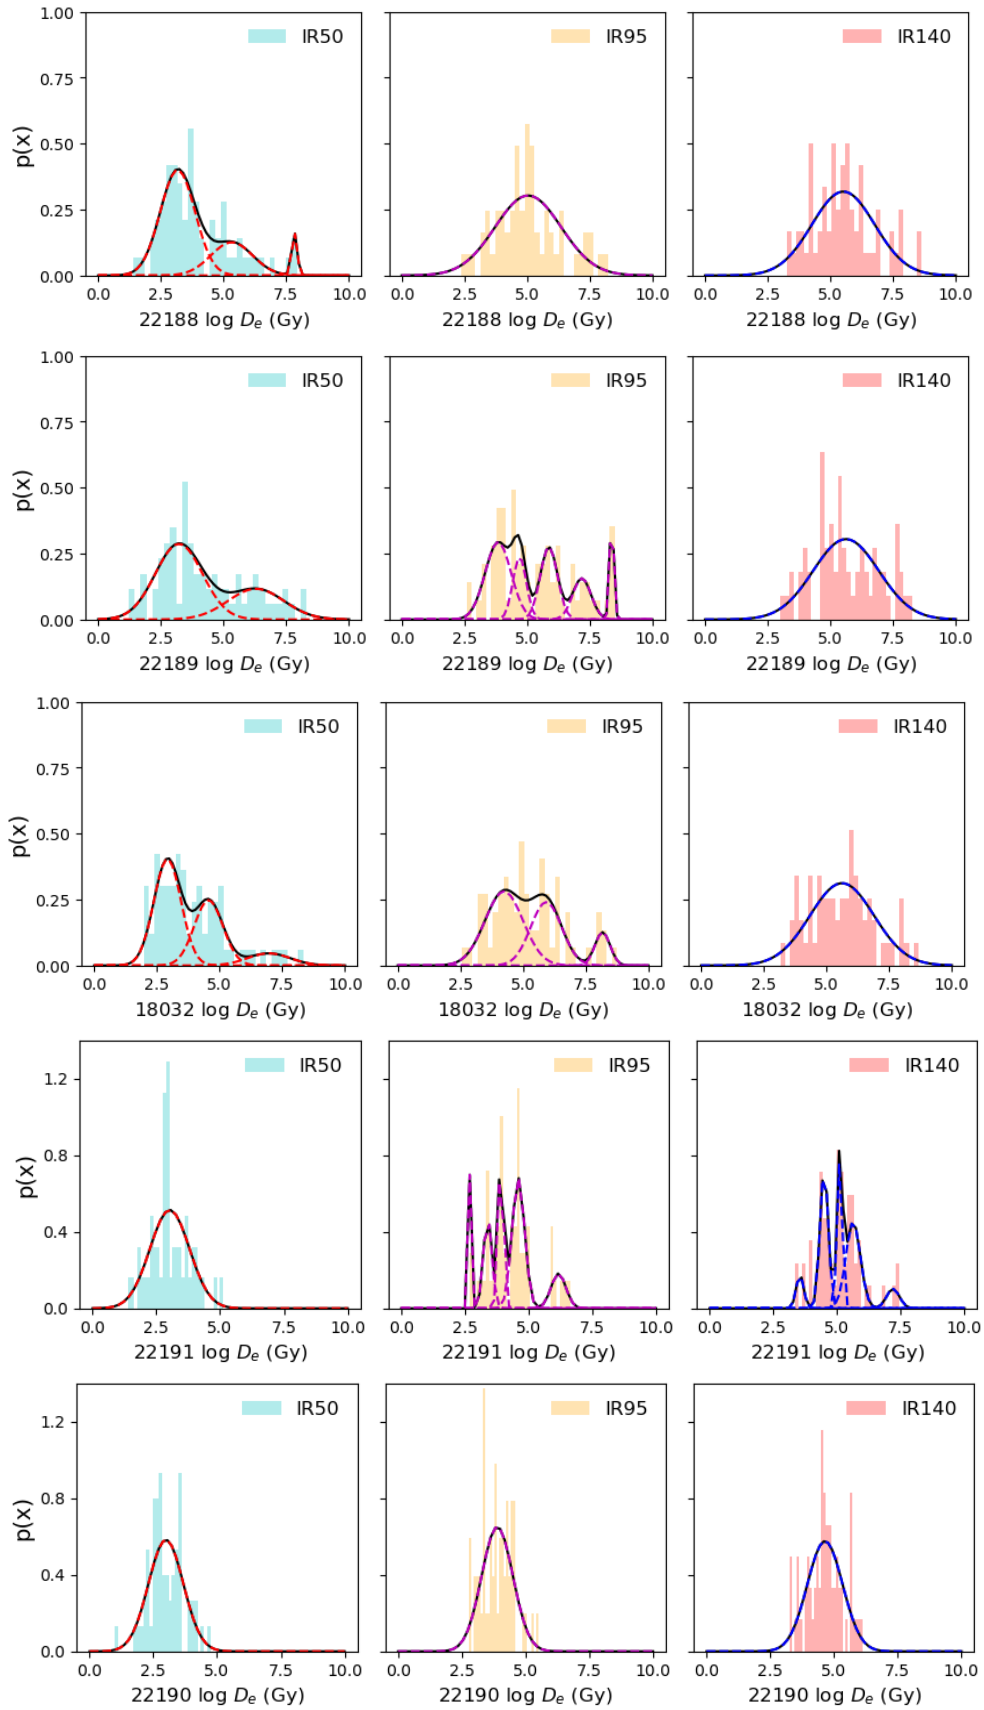 1.00
0.75
0.50
0.25
0.00
p(x)
IR50
0.0 2.5 5.0 7.5 10.0
22188 log De (Gy)
IR95
0.0 2.5 5.0 7.5 10.0
22188 log De (Gy)
IR140
0.0 2.5 5.0 7.5 10.0
22188 log De (Gy)
1.00
0.75
0.50
0.25
0.00
p(x)
IR50
0.0 2.5 5.0 7.5 10.0
22189 log De (Gy)
IR95
0.0 2.5 5.0 7.5 10.0
22189 log De (Gy)
IR140
0.0 2.5 5.0 7.5 10.0
22189 log De (Gy)
1.00
0.75
0.50
0.25
0.00
p(x)
IR50
0.0 2.5 5.0 7.5 10.0
18032 log De (Gy)
IR95
0.0 2.5 5.0 7.5 10.0
18032 log De (Gy)
IR140
0.0 2.5 5.0 7.5 10.0
18032 log De (Gy)
1.2
0.8
0.4
0.0
p(x)
IR50
0.0 2.5 5.0 7.5 10.0
22191 log De (Gy)
IR95
0.0 2.5 5.0 7.5 10.0
22191 log De (Gy)
IR140
0.0 2.5 5.0 7.5 10.0
22191 log De (Gy)
1.2
0.8
0.4
0.0
p(x)
IR50
0.0 2.5 5.0 7.5 10.0
22190 log De (Gy)
IR95
0.0 2.5 5.0 7.5 10.0
22190 log De (Gy)
IR140
0.0 2.5 5.0 7.5 10.0
22190 log De (Gy)